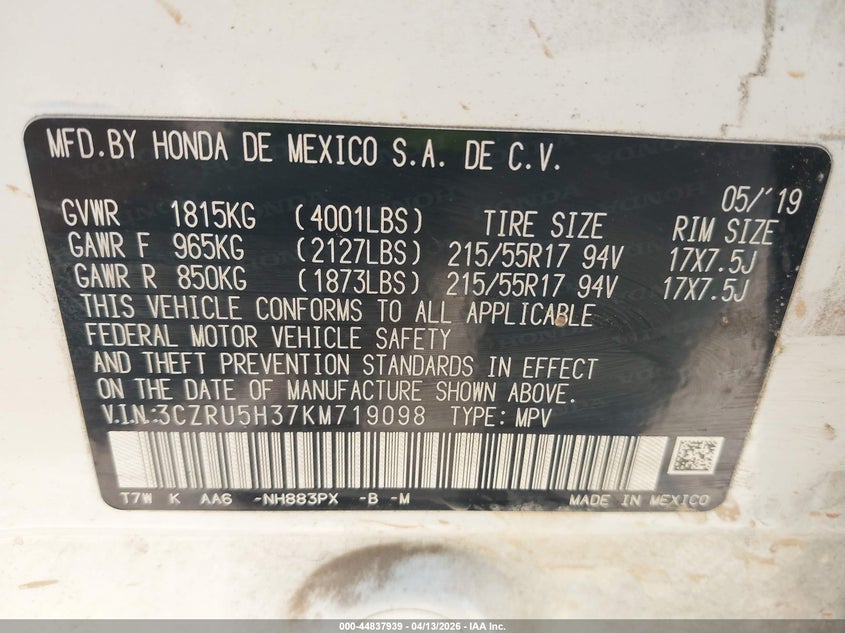 MFD.BY HONDA DE MEXICO S.A. DE C.V.
05/'19
GVWR 1815KG (4001LBS) TIRE SIZE RIM SIZE
GAWR F 965KG (2127LBS) 215/55R17 94V 17X7.5J
GAWR R 850KG (1873LBS) 215/55R17 94V 17X7.5J
THIS VEHICLE CONFORMS TO ALL APPLICABLE
FEDERAL MOTOR VEHICLE SAFETY
AND THEFT PREVENTION STANDARDS IN EFFECT
ON THE DATE OF MANUFACTURE SHOWN ABOVE.
V.I.N.:3CZRU5H37KM719098 TYPE: MPV
T7W K AA6 -NH883PX -B -M MADE IN MEXICO
000-44837939 - 04/13/2026 - IAA Inc.